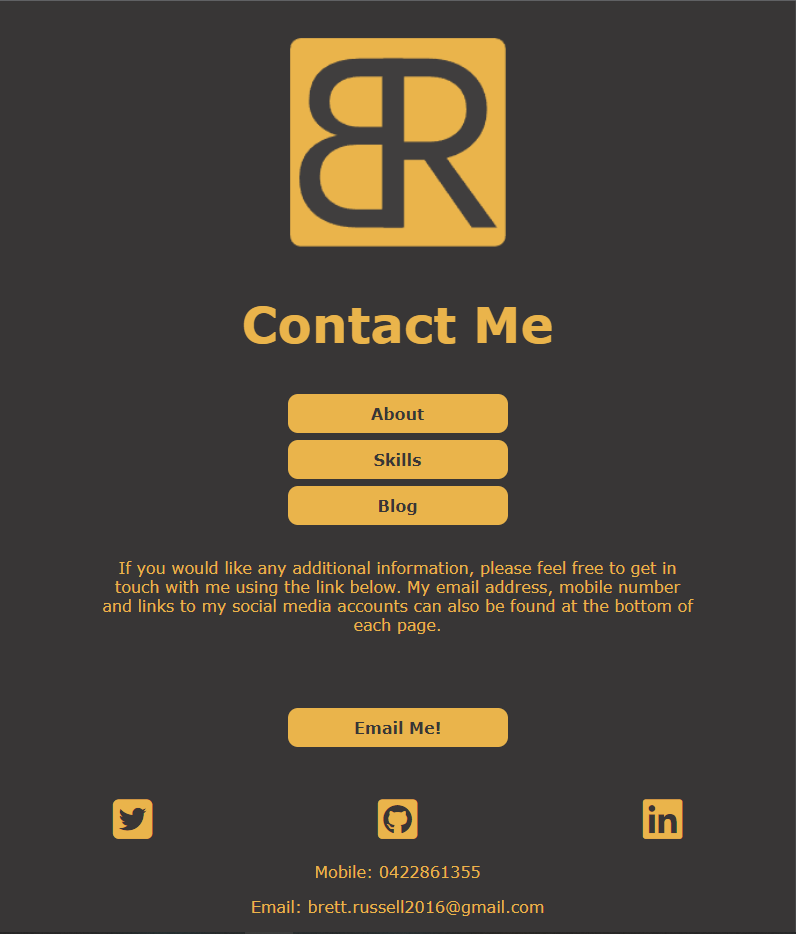 BR
Contact Me
About
Skills
Blog
If you would like any additional information, please feel free to get in
touch with me using the link below. My email address, mobile number
and links to my social media accounts can also be found at the bottom of
each page.
Email Me!
in
Mobile: 0422861355
Email: brett.russell2016@gmail.com